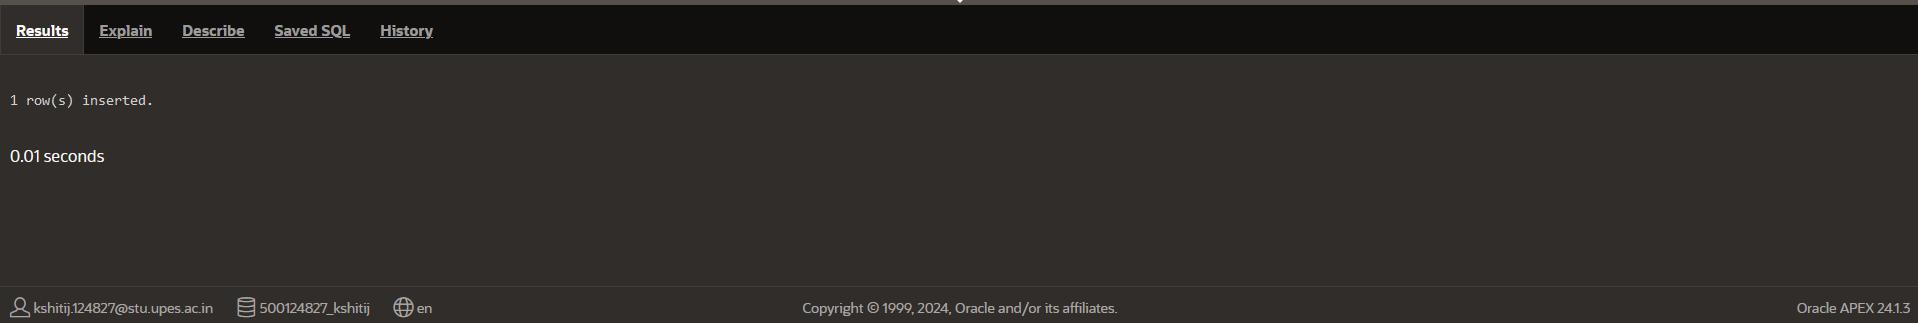 Results Explain Describe Saved SQL History
1 row(s) inserted.
0.01 seconds
kshitij.124827@stu.upes.ac.in 500124827_kshitij en Copyright © 1999, 2024, Oracle and/or its affiliates. Oracle APEX 24.1.3